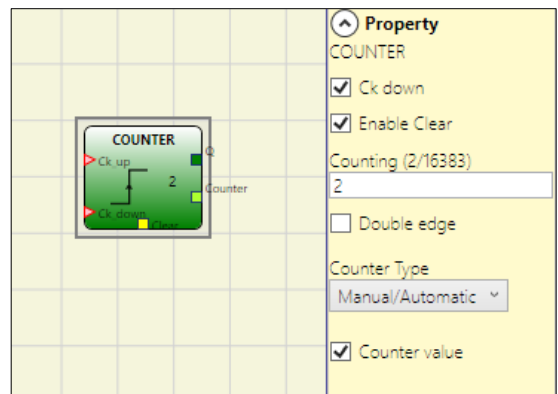 COUNTER
Ck_up
Q
2
Counter
Ck_down
Clear
Property
COUNTER
Ck down
Enable Clear
Counting (2/16383)
2
Double edge
Counter Type
Manual/Automatic
Counter value